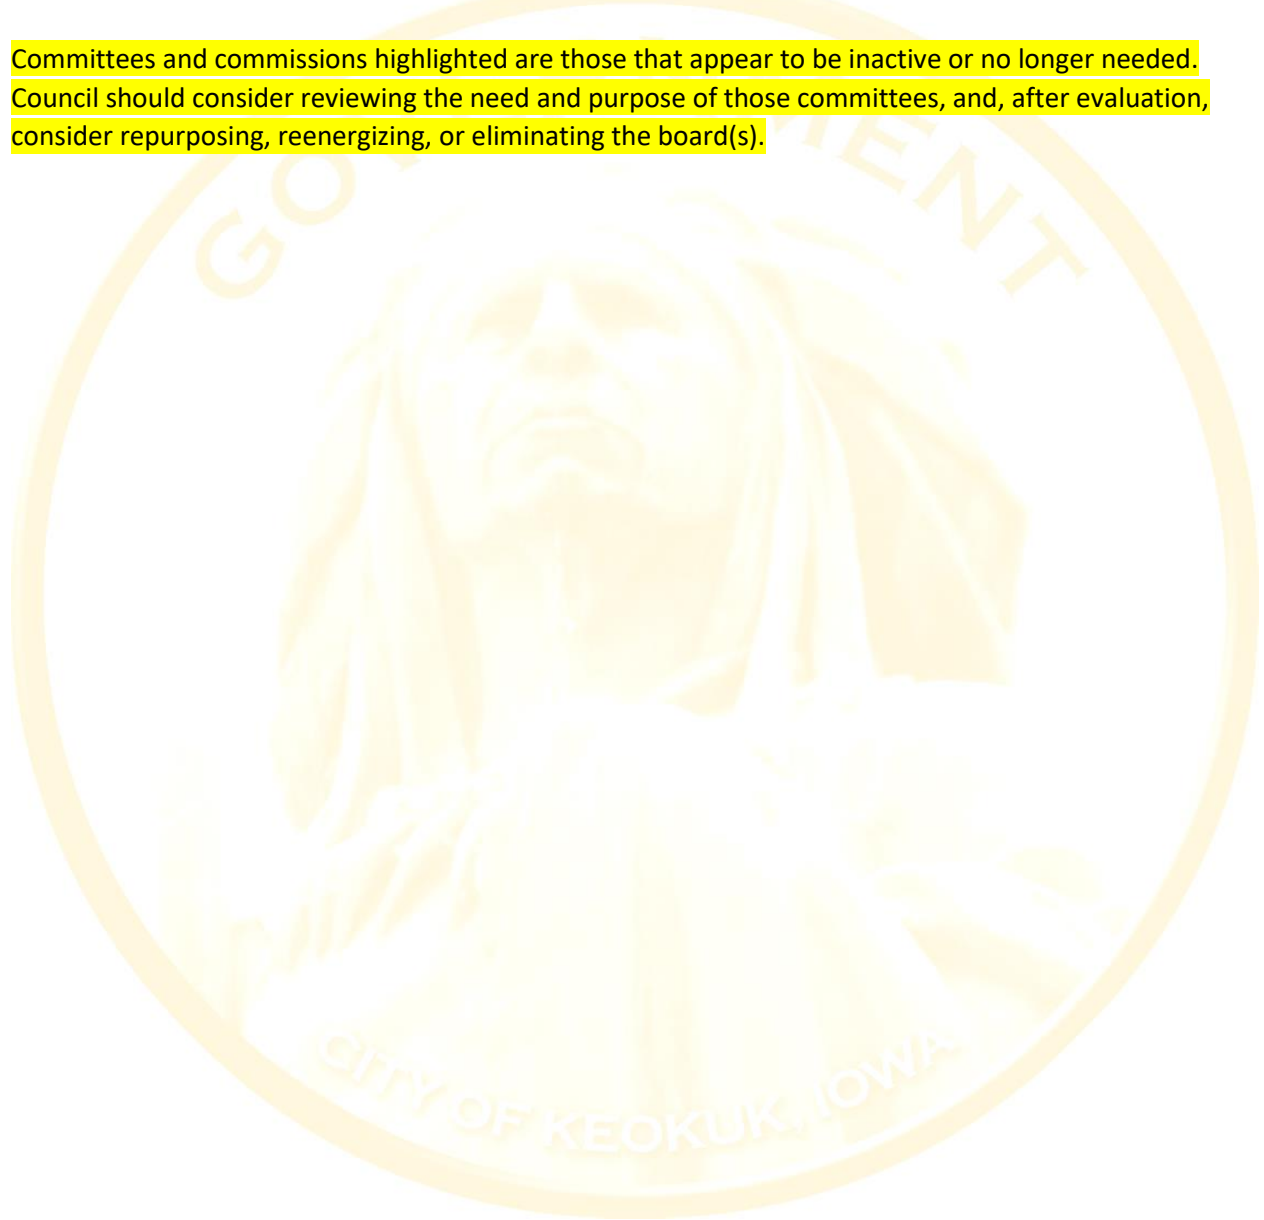 Committees and commissions highlighted are those that appear to be inactive or no longer needed.
Council should consider reviewing the need and purpose of those committees, and, after evaluation,
consider repurposing, reenergizing, or eliminating the board(s).
CITY OF KEOKUK, IOWA